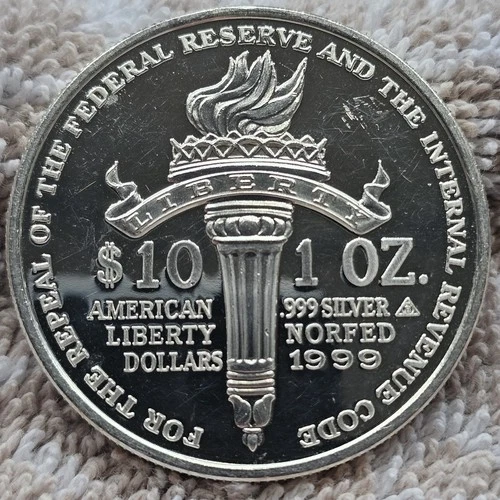 FOR THE REPEAL OF THE FEDERAL RESERVE AND THE INTERNAL REVENUE CODE
LIBERTY
$10 1 OZ.
AMERICAN .999 SILVER
LIBERTY NORFED
DOLLARS 1999